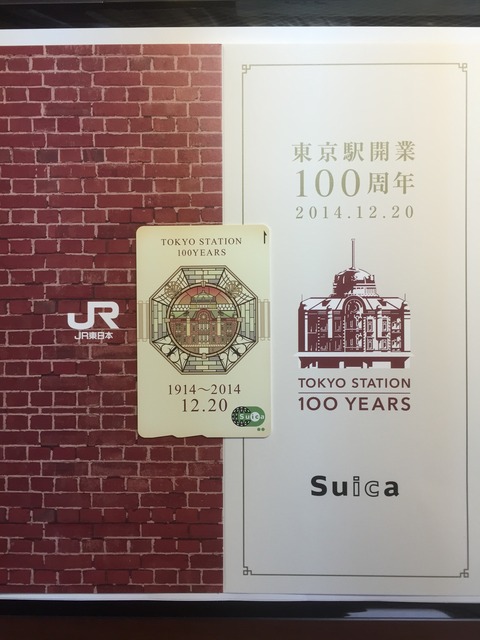 JR
JR東日本
TOKYO STATION
100YEARS
1914～2014
12.20
Suica
東京駅開業
100周年
2014.12.20
TOKYO STATION
100 YEARS
Suica